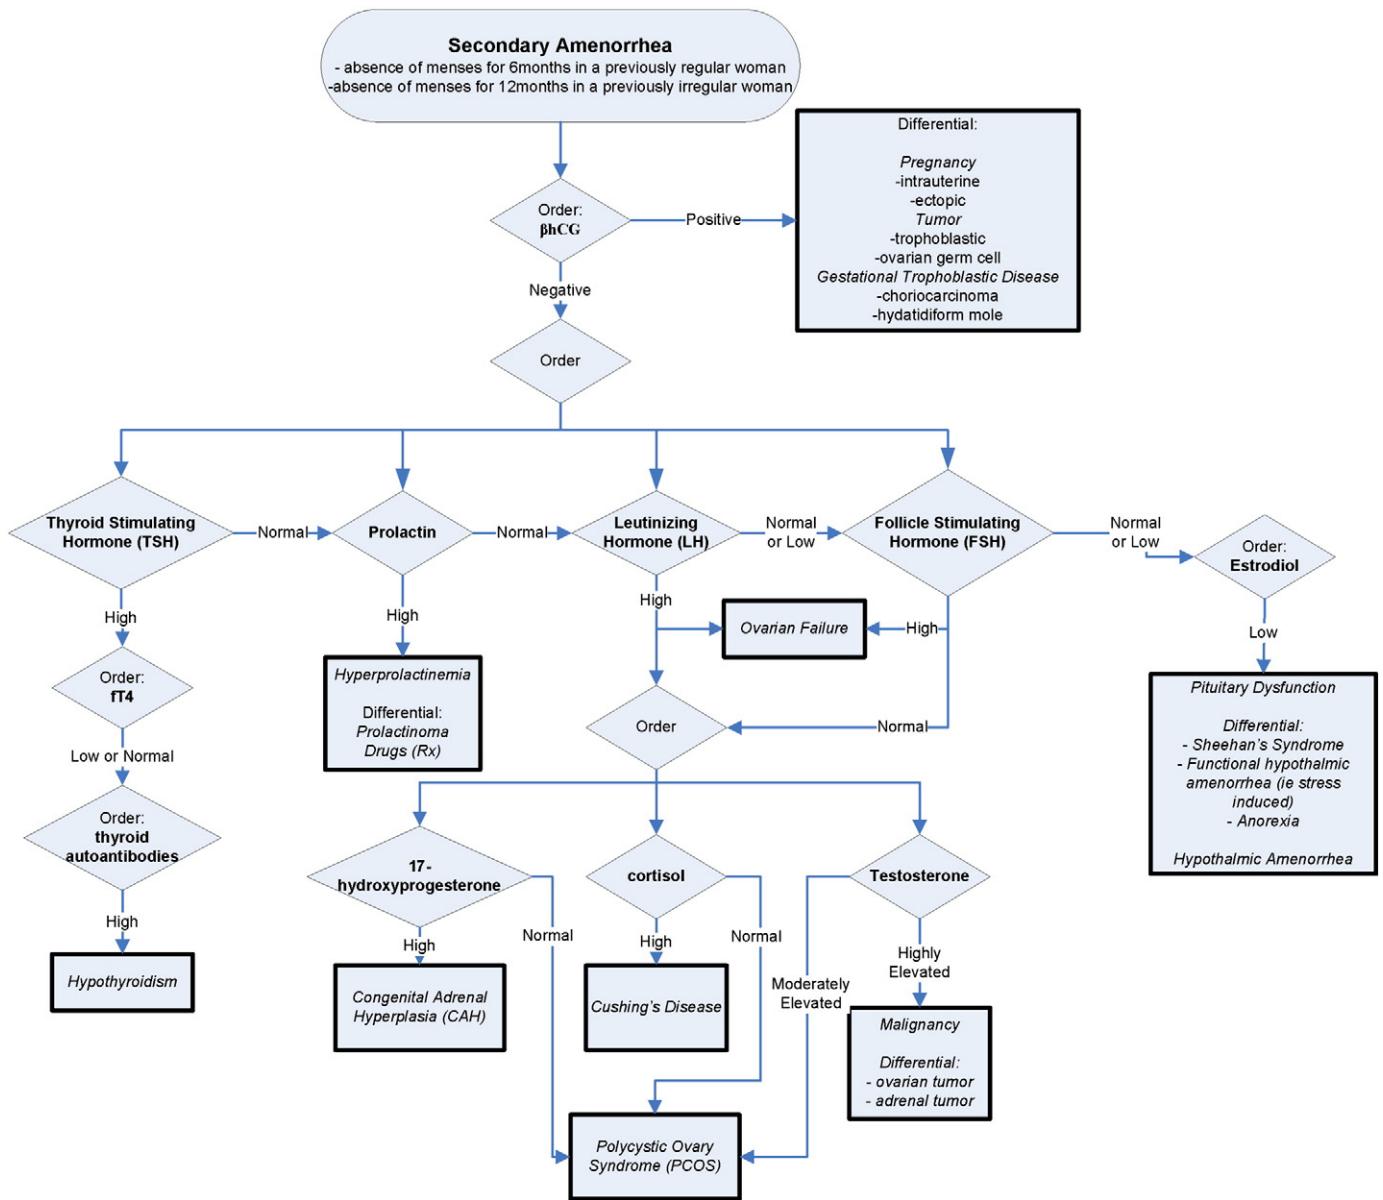 Secondary Amenorrhea
- absence of menses for 6months in a previously regular woman
-absence of menses for 12months in a previously irregular woman
Differential:
Pregnancy
-intrauterine
-ectopic
Tumor
-trophoblastic
-ovarian germ cell
Gestational Trophoblastic Disease
-choriocarcinoma
-hydatidiform mole
Order:
βhCG
Positive
Negative
Order
Thyroid Stimulating
Hormone (TSH)
Normal
Prolactin
Normal
Leutinizing
Hormone (LH)
Normal
or Low
Follicle Stimulating
Hormone (FSH)
Normal
or Low
Order:
Estrodiol
High
High
High
Ovarian Failure
High
Low
Order:
fT4
Hyperprolactinemia
Differential:
Prolactinoma
Drugs (Rx)
Order
Normal
Pituitary Dysfunction
Differential:
- Sheehan's Syndrome
- Functional hypothalmic
amenorrhea (ie stress
induced)
- Anorexia
Hypothalmic Amenorrhea
Low or Normal
Order:
thyroid
autoantibodies
17-
hydroxyprogesterone
cortisol
Testosterone
High
High
Normal
High
Normal
Highly
Elevated
Moderately
Elevated
Hypothyroidism
Congenital Adrenal
Hyperplasia (CAH)
Cushing's Disease
Malignancy
Differential:
- ovarian tumor
- adrenal tumor
Polycystic Ovary
Syndrome (PCOS)